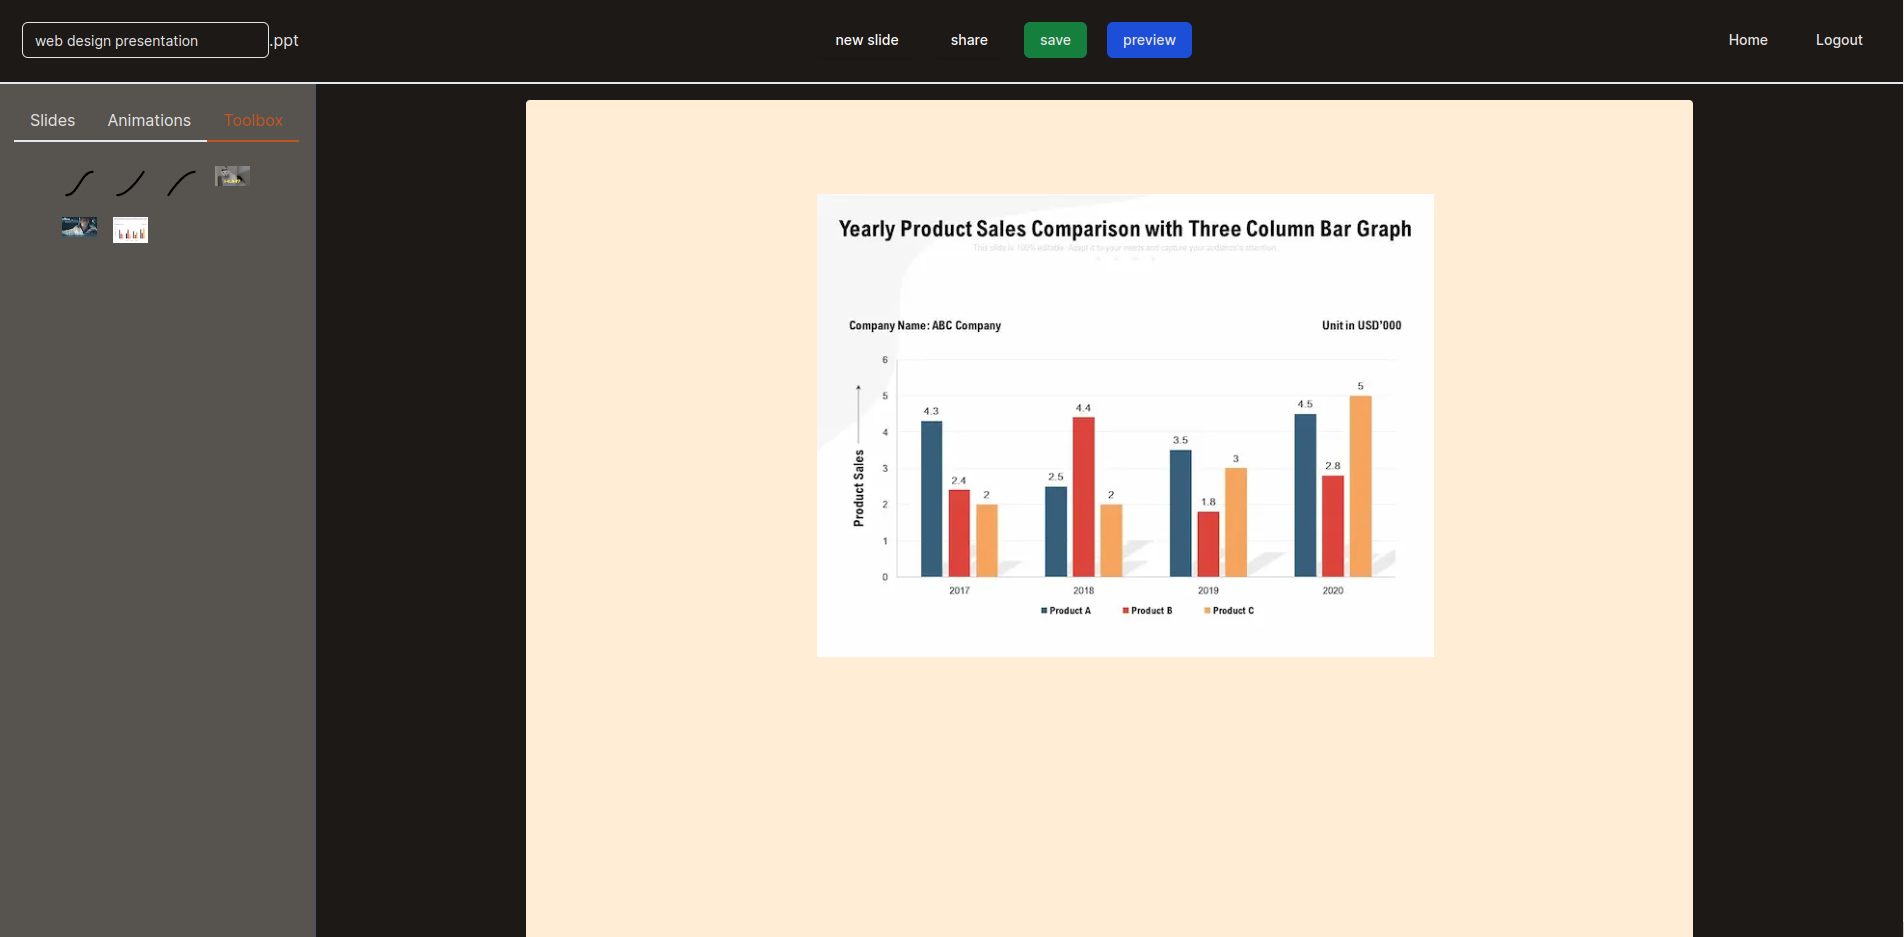 web design presentation .ppt
new slide share save preview
Home Logout
Slides Animations Toolbox
Yearly Product Sales Comparison with Three Column Bar Graph
This slide is 100% editable. Adapt it to your needs and capture your audience's attention.
Company Name: ABC Company Unit in USD'000
Product Sales
6
5
4
3
2
1
0
4.3 2.4 2
2.5 4.4 2
3.5 1.8 3
4.5 2.8 5
2017 2018 2019 2020
Product A Product B Product C